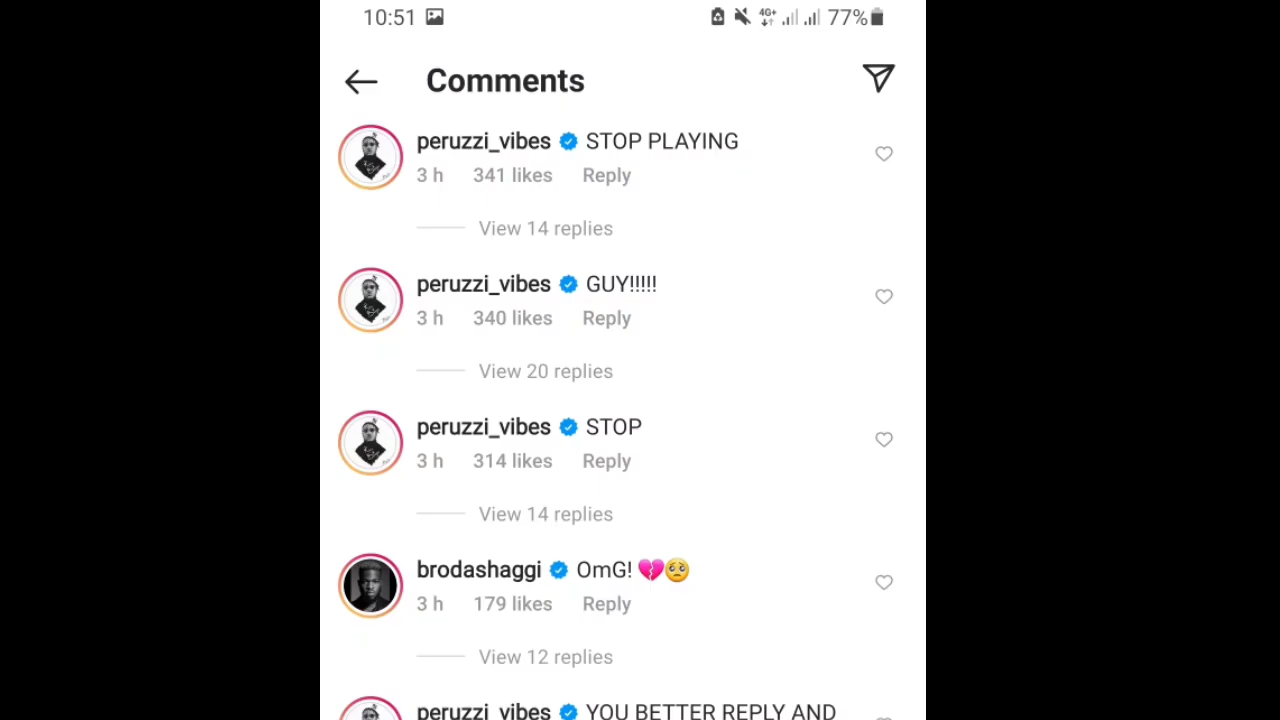 10:51 4G+ 77%
Comments
peruzzi_vibes STOP PLAYING
3 h 341 likes Reply
View 14 replies
peruzzi_vibes GUY!!!!!
3 h 340 likes Reply
View 20 replies
peruzzi_vibes STOP
3 h 314 likes Reply
View 14 replies
brodashaggi OmG! 💔🥺
3 h 179 likes Reply
View 12 replies
peruzzi_vibes YOU BETTER REPLY AND